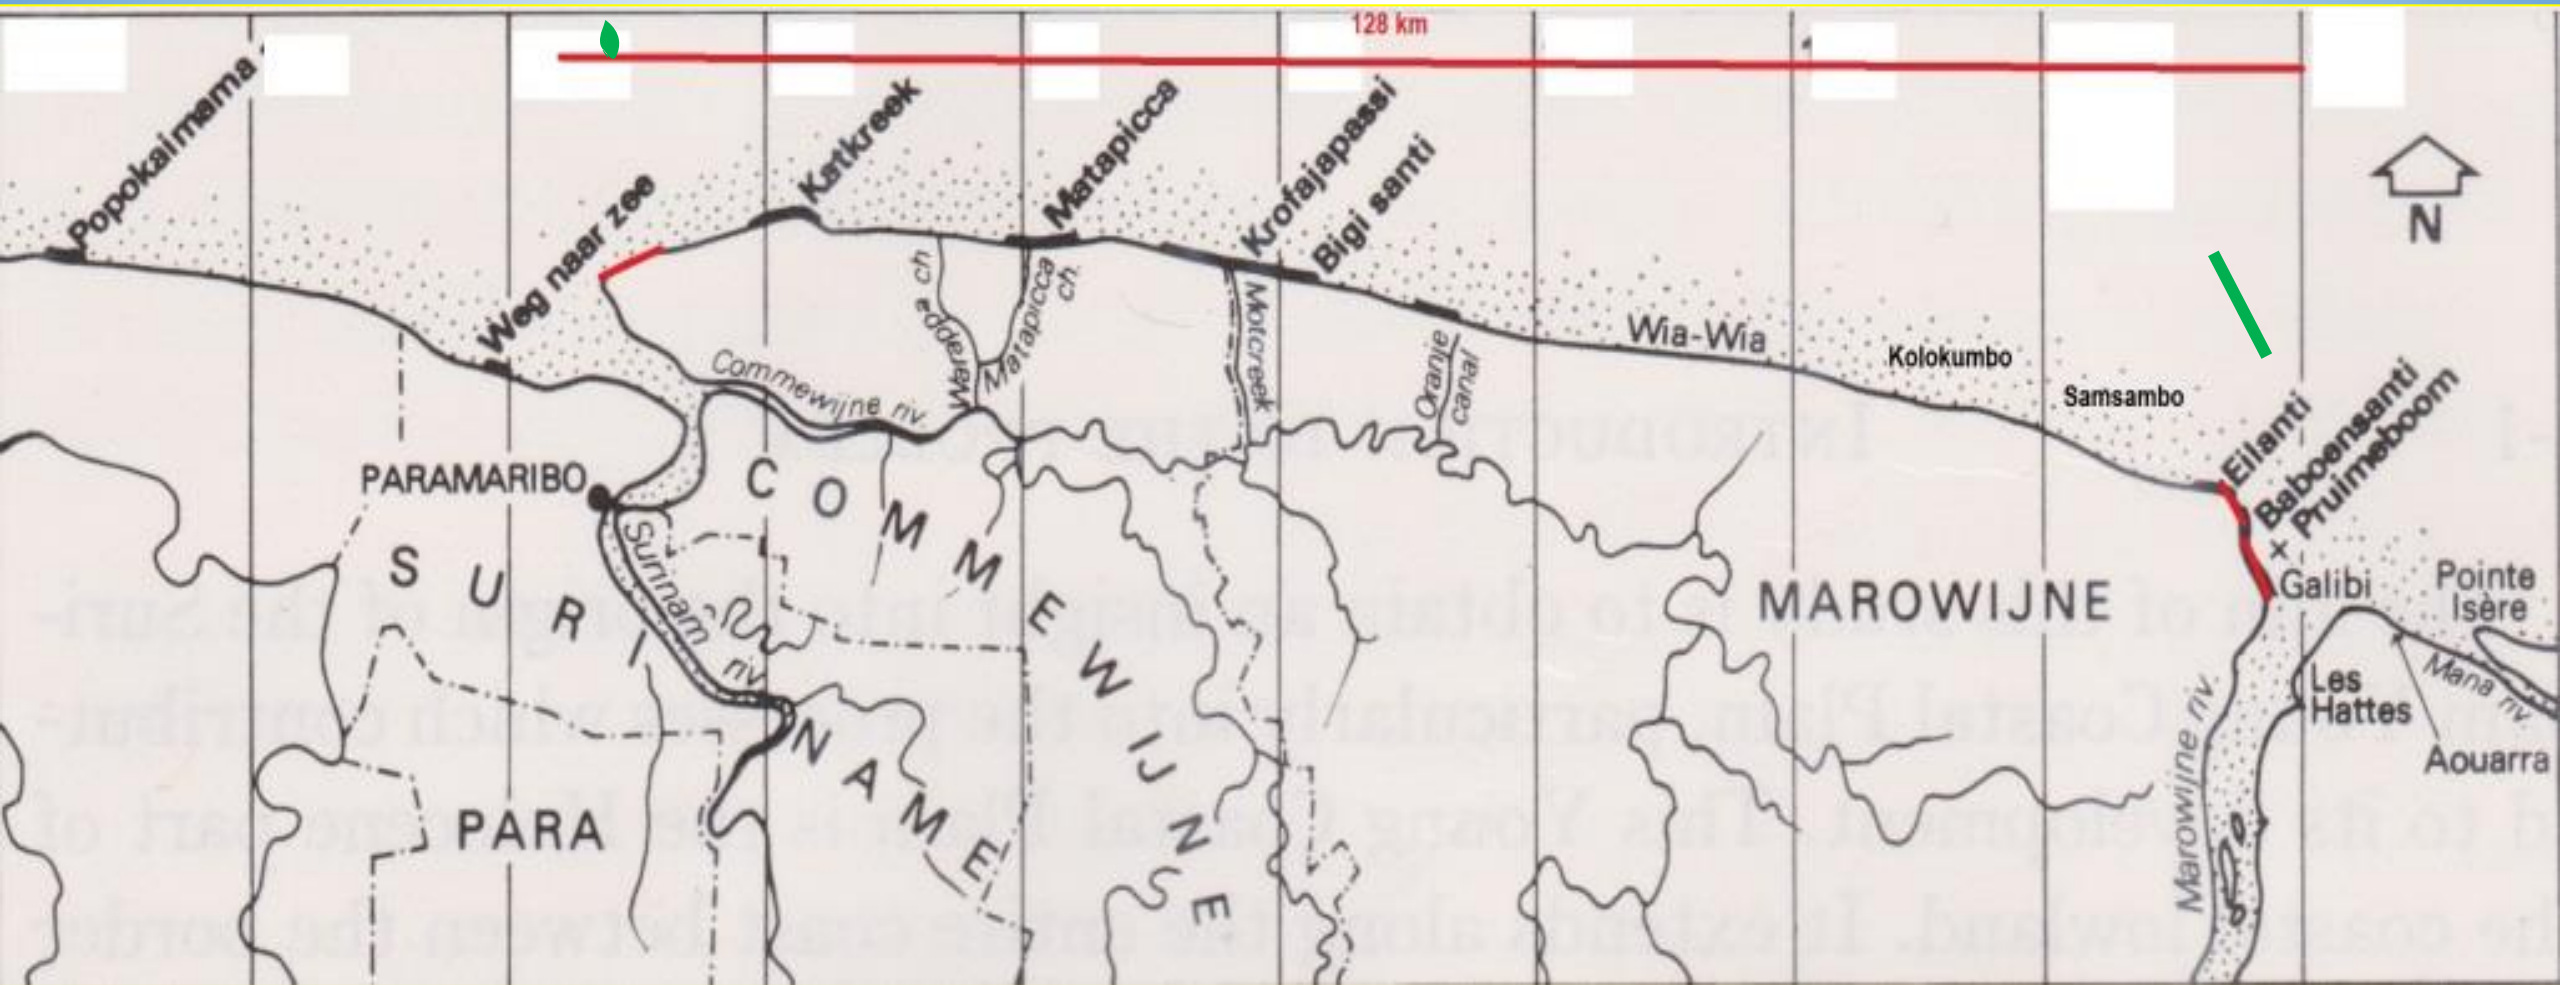 128 km
Popokaimama
Weg naar zee
Katkreek
Matapicca
Krofajapassi
Bigi santi
N
Warappa ch
Matapicca
ch.
Motcreek
Oranje
canal
Wia-Wia
Kolokumbo
Samsambo
Eilanti
Baboensanti
Pruimeboom
Commewijne riv
PARAMARIBO
Surinam riv
SURINAME
COMMEWIJNE
MAROWIJNE
Galibi
Pointe
Isère
Les
Hattes
Mana riv
Aouarra
Marowijne riv.
PARA